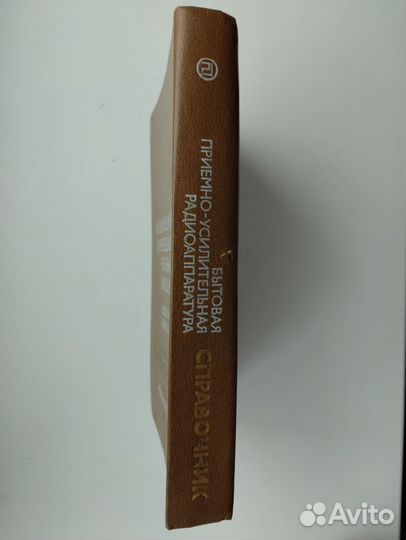 БЫТОВАЯ
ПРИЕМНО-УСИЛИТЕЛЬНАЯ
РАДИОАППАРАТУРА
СПРАВОЧНИК
Avito